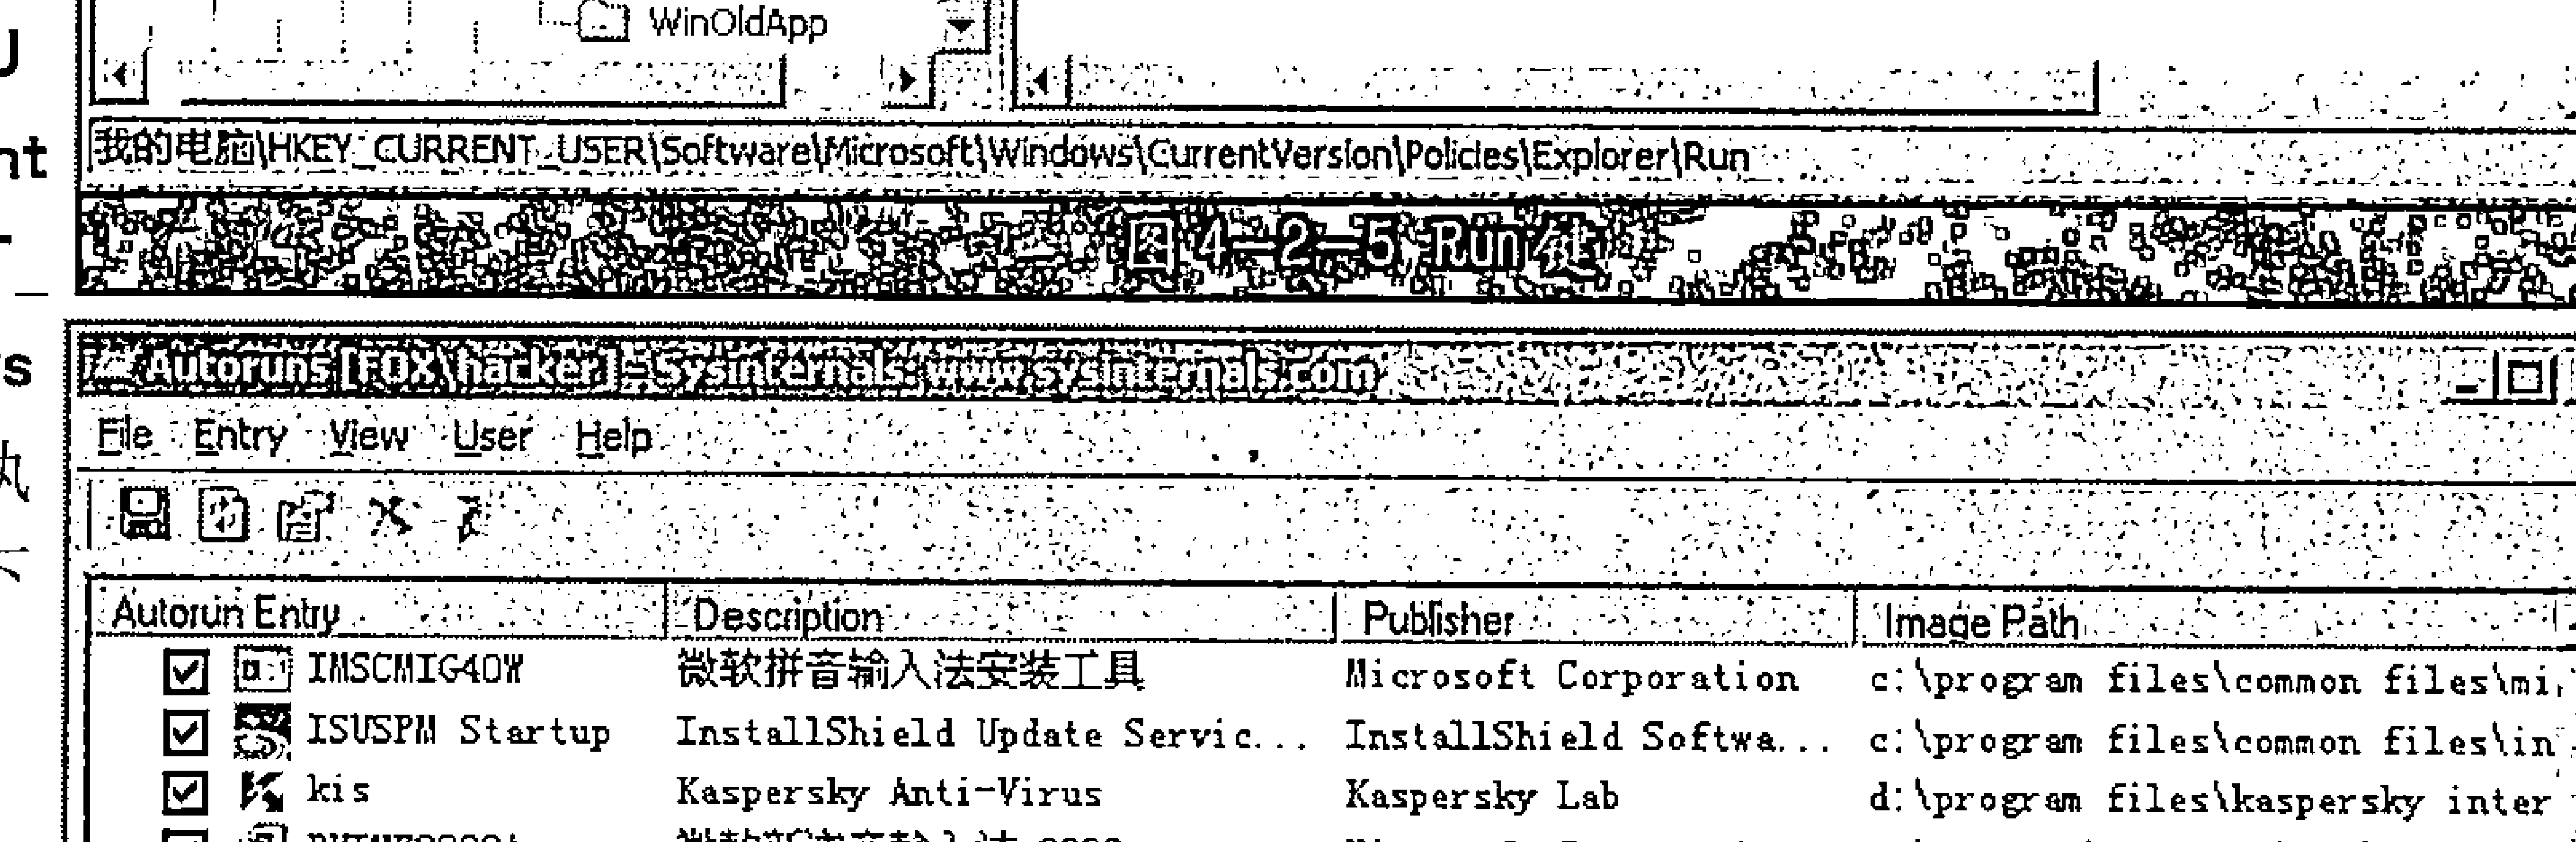 WinOldApp
我的电脑\HKEY_CURRENT_USER\Software\Microsoft\Windows\CurrentVersion\Policies\Explorer\Run
图 4-2-5 Run 键
Autoruns [FOX\hacker] - Sysinternals: www.sysinternals.com
File Entry View User Help
Autorun Entry Description Publisher Image Path
IMSCMIG40W 微软拼音输入法安装工具 Microsoft Corporation c:\program files\common files\mi
ISUSPM Startup InstallShield Update Servic... InstallShield Softwa... c:\program files\common files\in
kis Kaspersky Anti-Virus Kaspersky Lab d:\program files\kaspersky inter